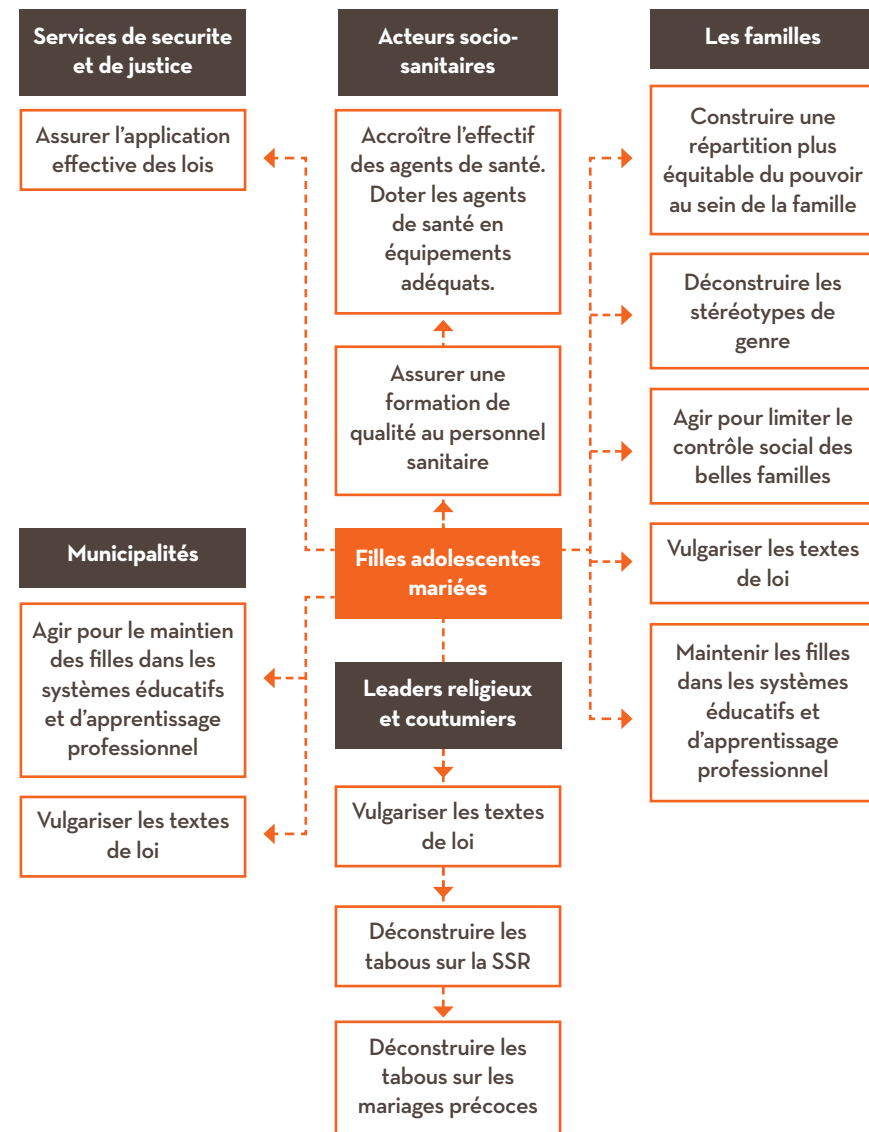 Services de securite
et de justice
Assurer l'application
effective des lois
Acteurs socio-
sanitaires
Accroître l'effectif
des agents de santé.
Doter les agents
de santé en
équipements
adéquats.
Assurer une
formation de
qualité au personnel
sanitaire
Les familles
Construire une
répartition plus
équitable du pouvoir
au sein de la famille
Déconstruire les
stéréotypes de
genre
Agir pour limiter le
contrôle social des
belles familles
Vulgariser les textes
de loi
Maintenir les filles
dans les systèmes
éducatifs et
d'apprentissage
professionnel
Filles adolescentes
mariées
Municipalités
Agir pour le maintien
des filles dans les
systèmes éducatifs
et d'apprentissage
professionnel
Vulgariser les textes
de loi
Leaders religieux
et coutumiers
Vulgariser les textes
de loi
Déconstruire les
tabous sur la SSR
Déconstruire les
tabous sur les
mariages précoces